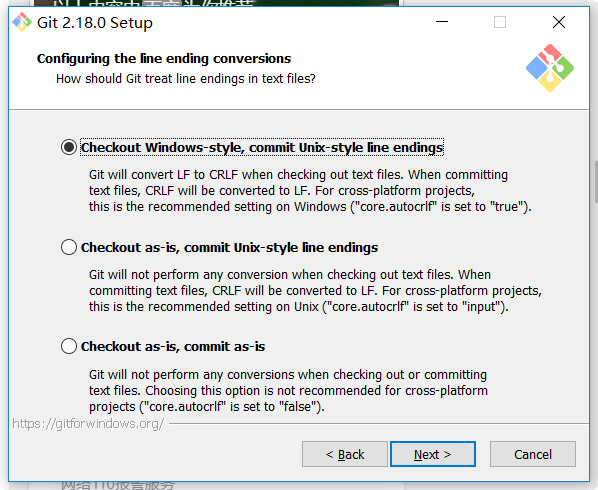 Git 2.18.0 Setup
Configuring the line ending conversions
How should Git treat line endings in text files?
Checkout Windows-style, commit Unix-style line endings
Git will convert LF to CRLF when checking out text files. When committing
text files, CRLF will be converted to LF. For cross-platform projects,
this is the recommended setting on Windows ("core.autocrlf" is set to "true").
Checkout as-is, commit Unix-style line endings
Git will not perform any conversion when checking out text files. When
committing text files, CRLF will be converted to LF. For cross-platform projects,
this is the recommended setting on Unix ("core.autocrlf" is set to "input").
Checkout as-is, commit as-is
Git will not perform any conversions when checking out or committing
text files. Choosing this option is not recommended for cross-platform
projects ("core.autocrlf" is set to "false").
https://gitforwindows.org/
< Back
Next >
Cancel
网络110报警服务